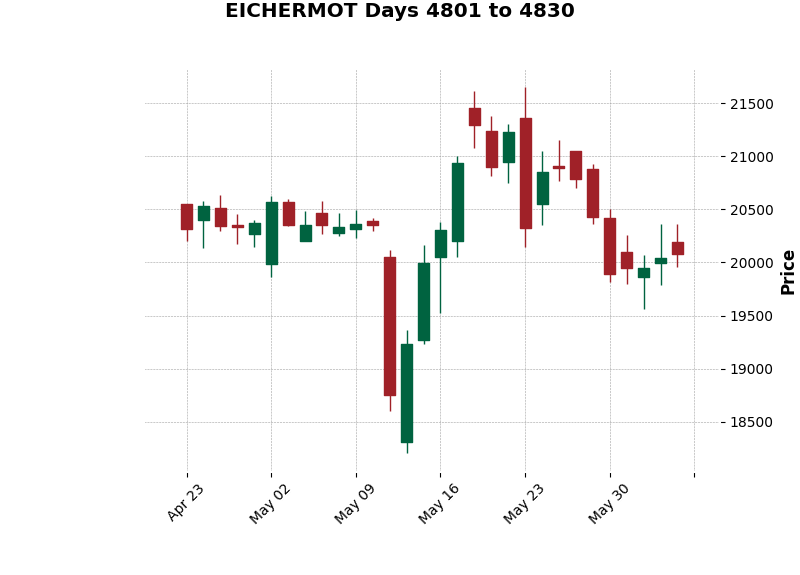 EICHERMOT Days 4801 to 4830
21500
21000
20500
20000
19500
19000
18500
Price
Apr 23
May 02
May 09
May 16
May 23
May 30